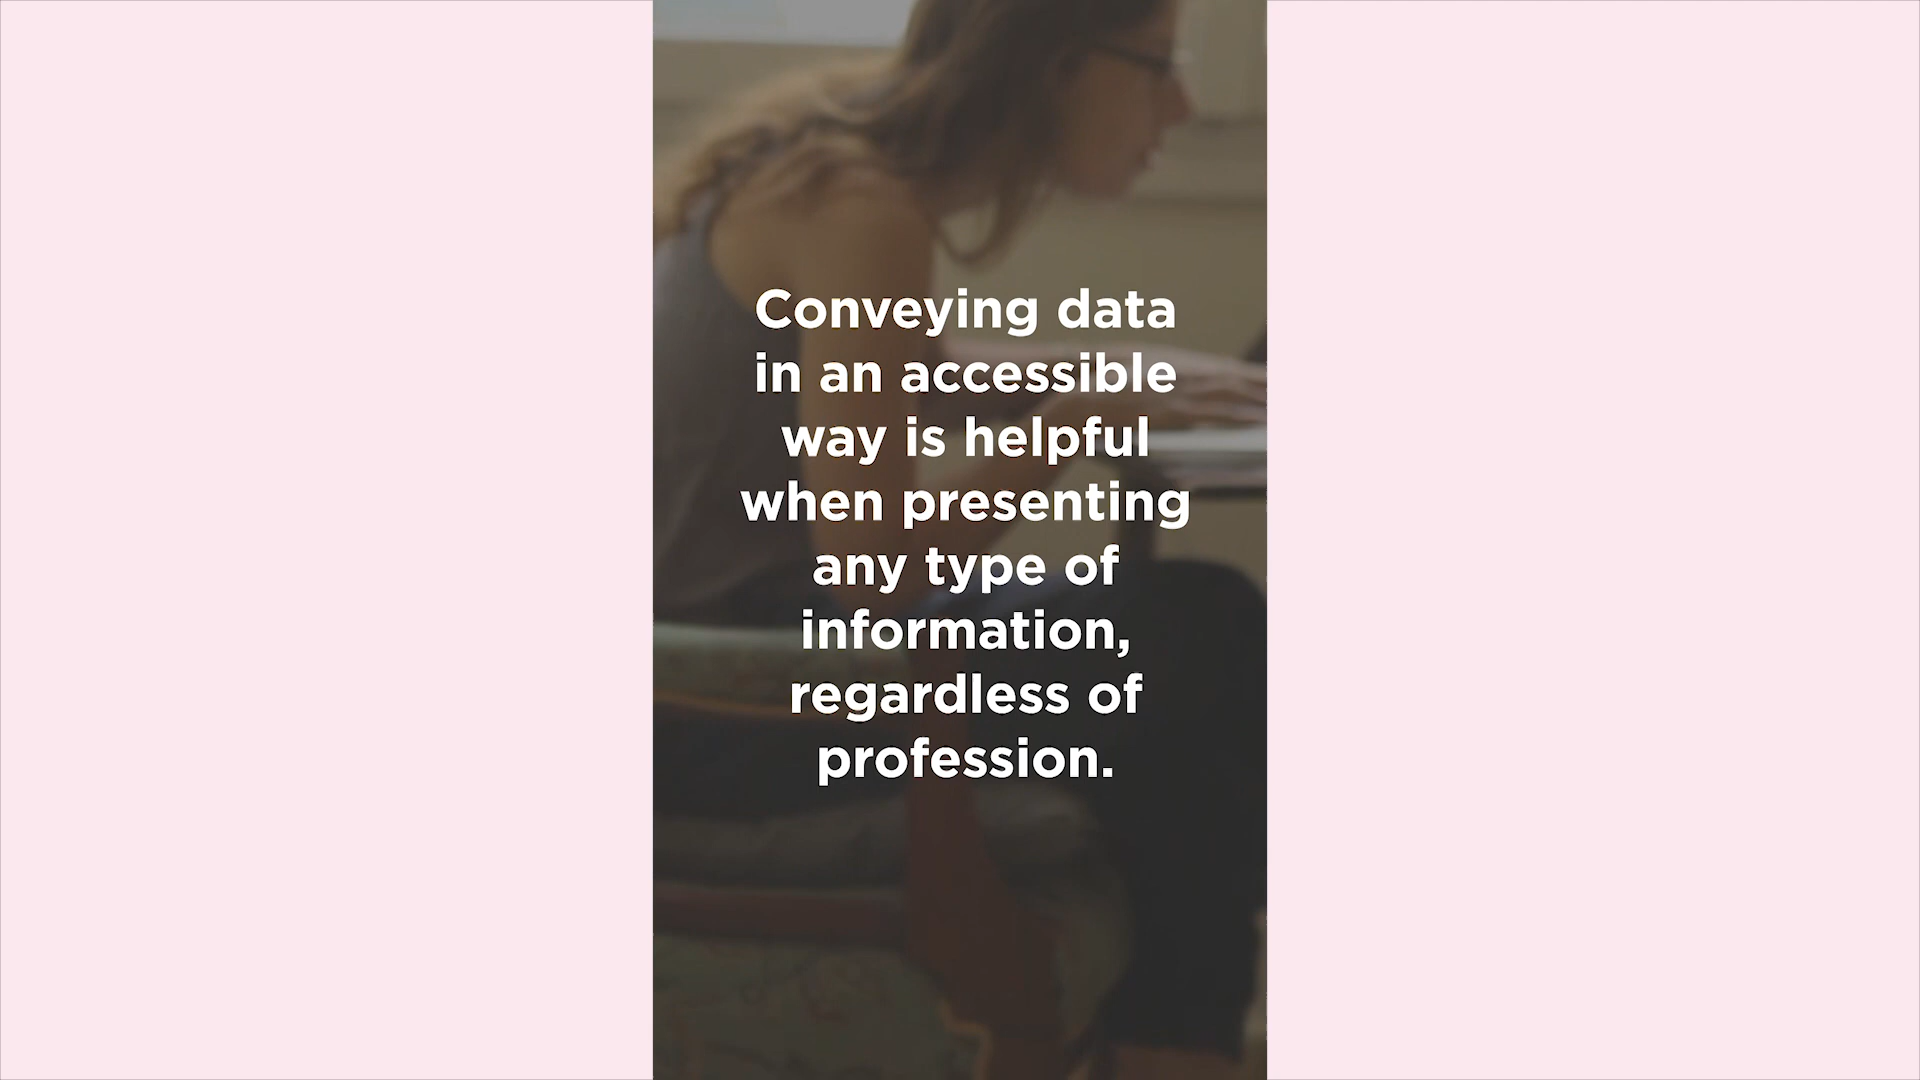 Conveying data
in an accessible
way is helpful
when presenting
any type of
information,
regardless of
profession.